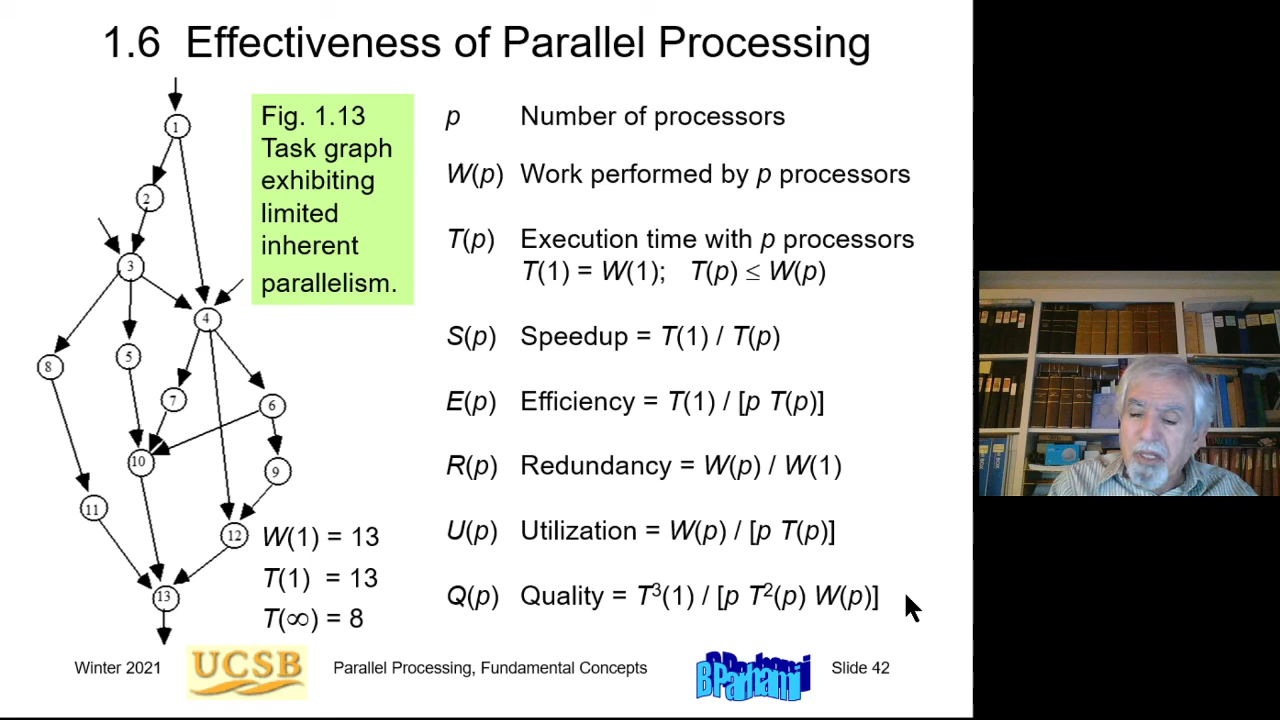 1.6 Effectiveness of Parallel Processing
Fig. 1.13
Task graph
exhibiting
limited
inherent
parallelism.
1
2
3
4
8
5
7
6
10
9
11
12
13
W(1) = 13
T(1) = 13
T(∞) = 8
p Number of processors
W(p) Work performed by p processors
T(p) Execution time with p processors
T(1) = W(1); T(p) ≤ W(p)
S(p) Speedup = T(1) / T(p)
E(p) Efficiency = T(1) / [p T(p)]
R(p) Redundancy = W(p) / W(1)
U(p) Utilization = W(p) / [p T(p)]
Q(p) Quality = T³(1) / [p T²(p) W(p)]
Winter 2021
UCSB
Parallel Processing, Fundamental Concepts
B Parhami
Slide 42